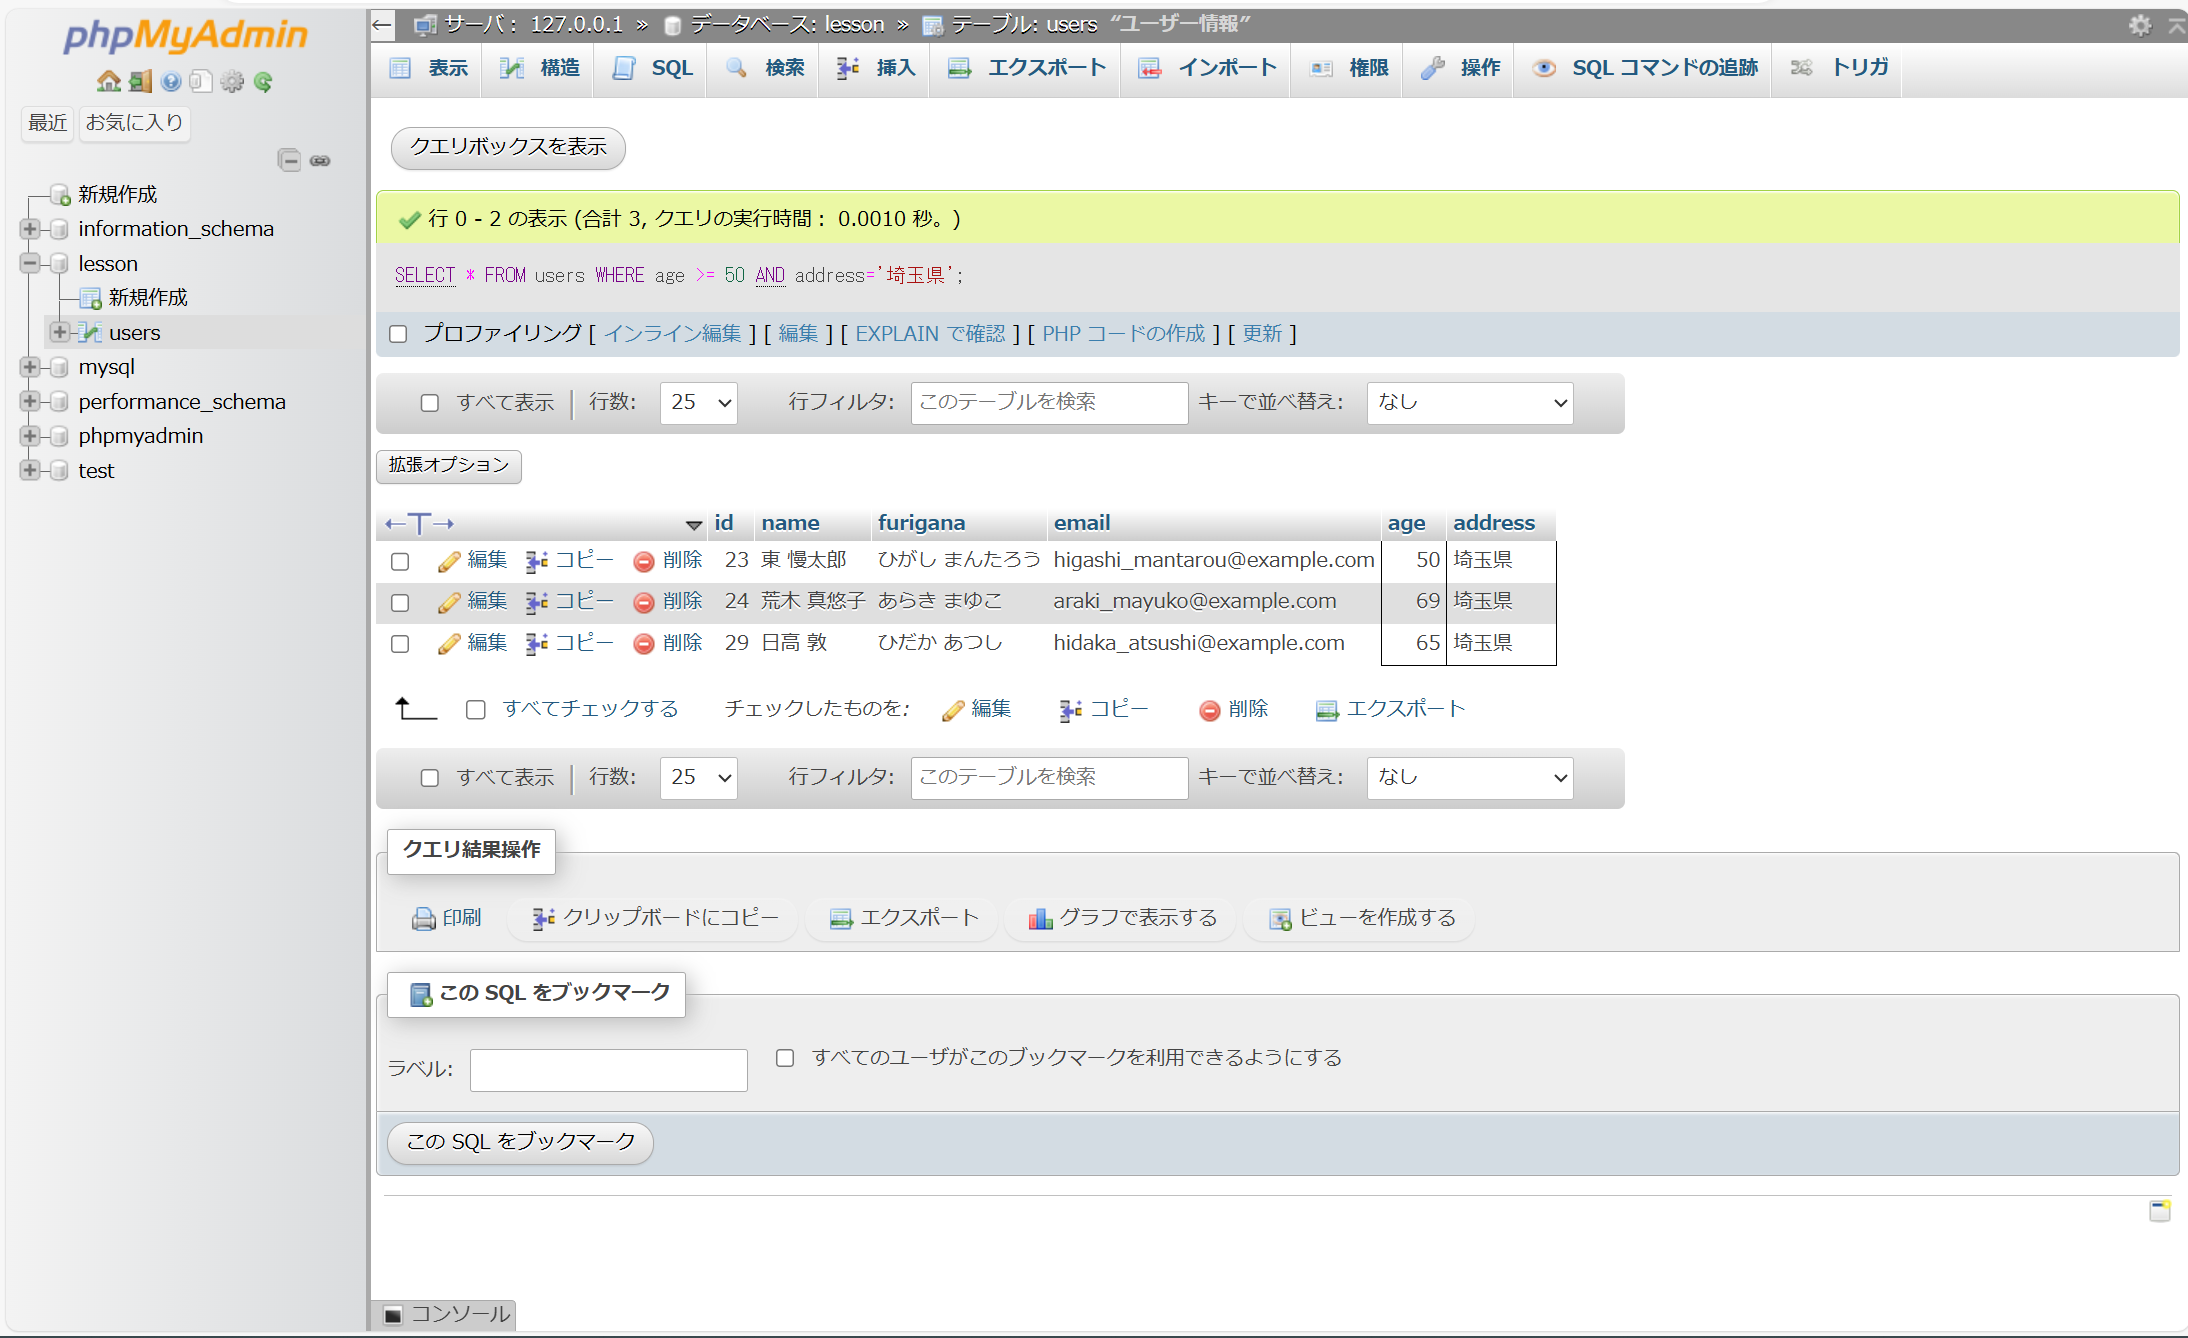 phpMyAdmin
最近 お気に入り
新規作成
information_schema
lesson
新規作成
users
mysql
performance_schema
phpmyadmin
test
サーバ: 127.0.0.1 » データベース: lesson » テーブル: users “ユーザー情報”
表示 構造 SQL 検索 挿入 エクスポート インポート 権限 操作 SQL コマンドの追跡 トリガ
クエリボックスを表示
行 0 - 2 の表示 (合計 3, クエリの実行時間: 0.0010 秒。)
SELECT * FROM users WHERE age >= 50 AND address='埼玉県';
プロファイリング [ インライン編集 ] [ 編集 ] [ EXPLAIN で確認 ] [ PHP コードの作成 ] [ 更新 ]
すべて表示 行数: 25 行フィルタ: このテーブルを検索 キーで並べ替え: なし
拡張オプション
←T→ id name furigana email age address
編集 コピー 削除 23 東 慢太郎 ひがし まんたろう higashi_mantarou@example.com 50 埼玉県
編集 コピー 削除 24 荒木 真悠子 あらき まゆこ araki_mayuko@example.com 69 埼玉県
編集 コピー 削除 29 日高 敦 ひだか あつし hidaka_atsushi@example.com 65 埼玉県
すべてチェックする チェックしたものを: 編集 コピー 削除 エクスポート
すべて表示 行数: 25 行フィルタ: このテーブルを検索 キーで並べ替え: なし
クエリ結果操作
印刷 クリップボードにコピー エクスポート グラフで表示する ビューを作成する
この SQL をブックマーク
ラベル: すべてのユーザがこのブックマークを利用できるようにする
この SQL をブックマーク
コンソール